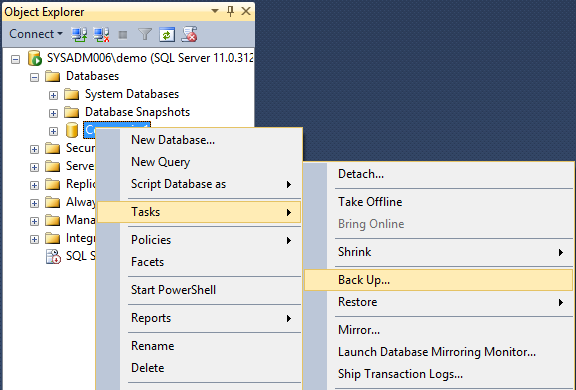 Object Explorer
Connect
SYSADM006\demo (SQL Server 11.0.312
Databases
System Databases
Database Snapshots
Secu
Serve
Replic
Alway
Mana
Integr
SQL S
New Database...
New Query
Script Database as
Tasks
Policies
Facets
Start PowerShell
Reports
Rename
Delete
Detach...
Take Offline
Bring Online
Shrink
Back Up...
Restore
Mirror...
Launch Database Mirroring Monitor...
Ship Transaction Logs...